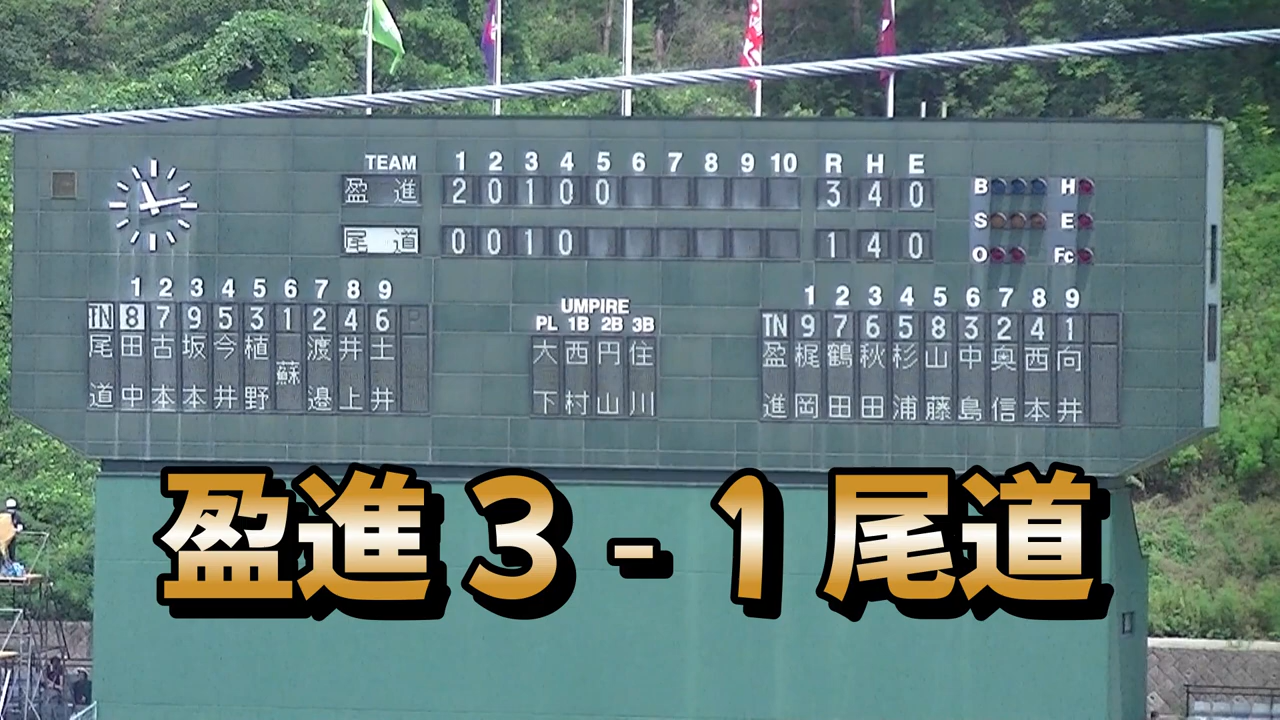 TEAM 1 2 3 4 5 6 7 8 9 10 R H E
盈進 2 0 1 0 0 3 4 0
尾道 0 0 1 0 1 4 0
B H
S E
O Fc
1 2 3 4 5 6 7 8 9
IN 8 7 9 5 3 1 2 4 6 P
尾道 田中 古本 坂本 今井 植野 蘇 渡邉 井上 土井
UMPIRE
PL 1B 2B 3B
大下 西村 円山 住川
1 2 3 4 5 6 7 8 9
IN 9 7 6 5 8 3 2 4 1
盈進 梶岡 鶴田 秋田 杉浦 山藤 中島 奥信 西本 向井
盈進3-1尾道